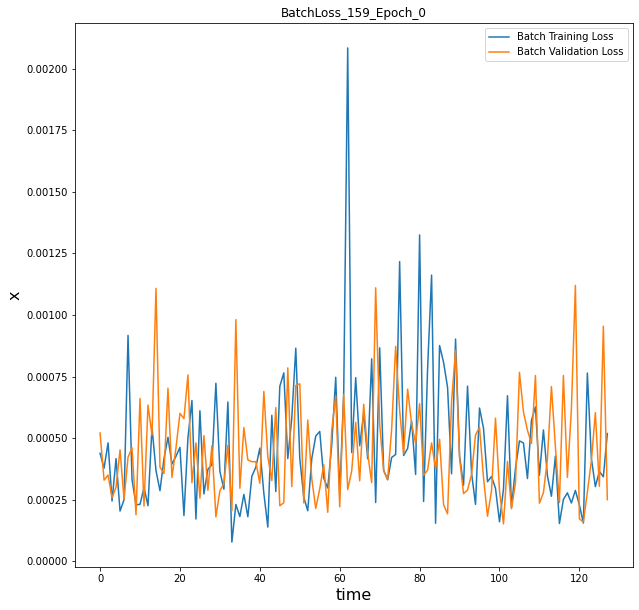 BatchLoss_159_Epoch_0
Batch Training Loss
Batch Validation Loss
0.00200
0.00175
0.00150
0.00125
0.00100
0.00075
0.00050
0.00025
0.00000
x
0 20 40 60 80 100 120
time